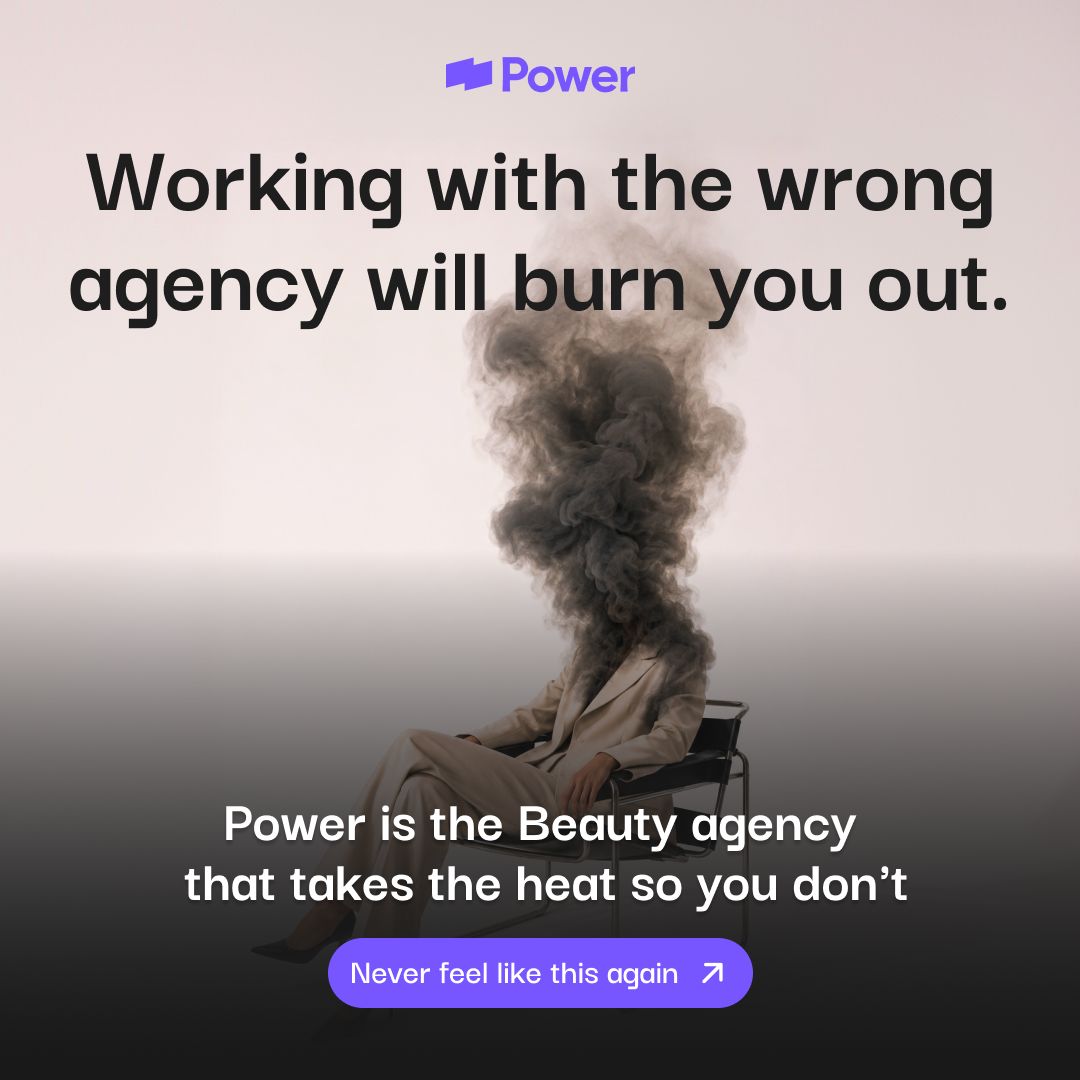 Power
Working with the wrong
agency will burn you out.
Power is the Beauty agency
that takes the heat so you don’t
Never feel like this again